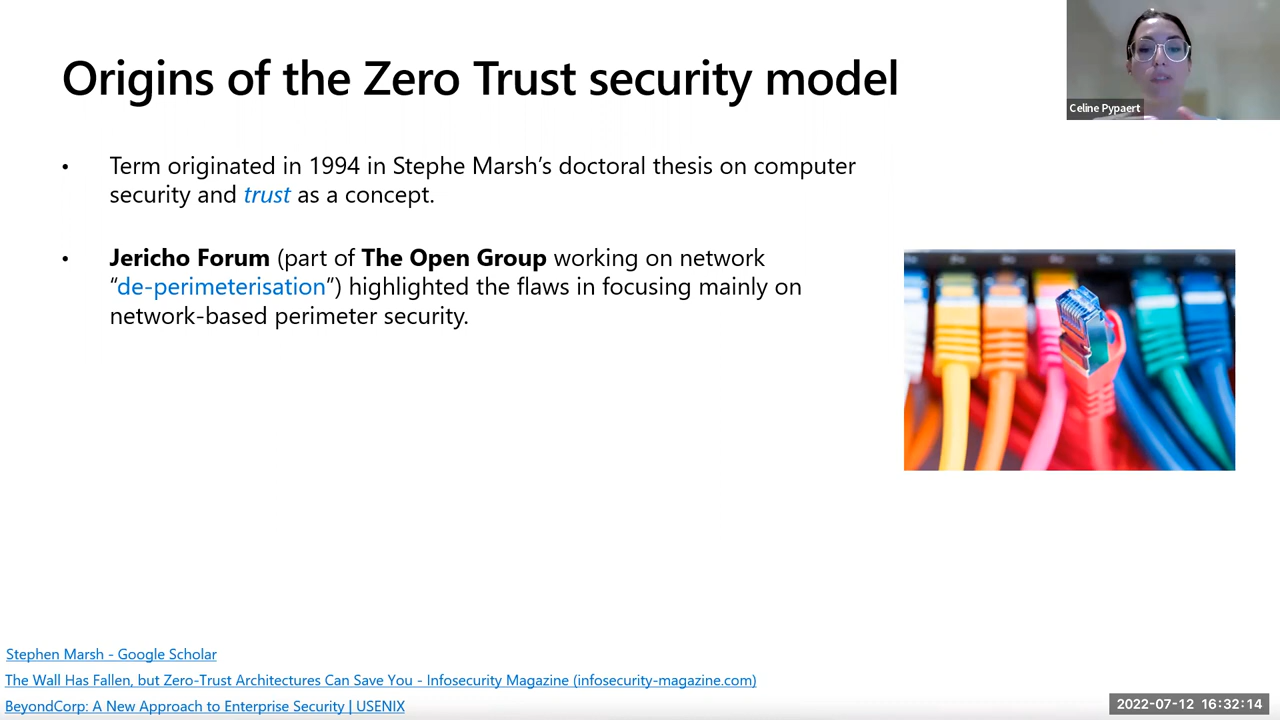 Origins of the Zero Trust security model
Celine Pypaert
• Term originated in 1994 in Stephe Marsh’s doctoral thesis on computer
security and trust as a concept.
• Jericho Forum (part of The Open Group working on network
“de-perimeterisation”) highlighted the flaws in focusing mainly on
network-based perimeter security.
Stephen Marsh - Google Scholar
The Wall Has Fallen, but Zero-Trust Architectures Can Save You - Infosecurity Magazine (infosecurity-magazine.com)
BeyondCorp: A New Approach to Enterprise Security | USENIX
2022-07-12 16:32:14